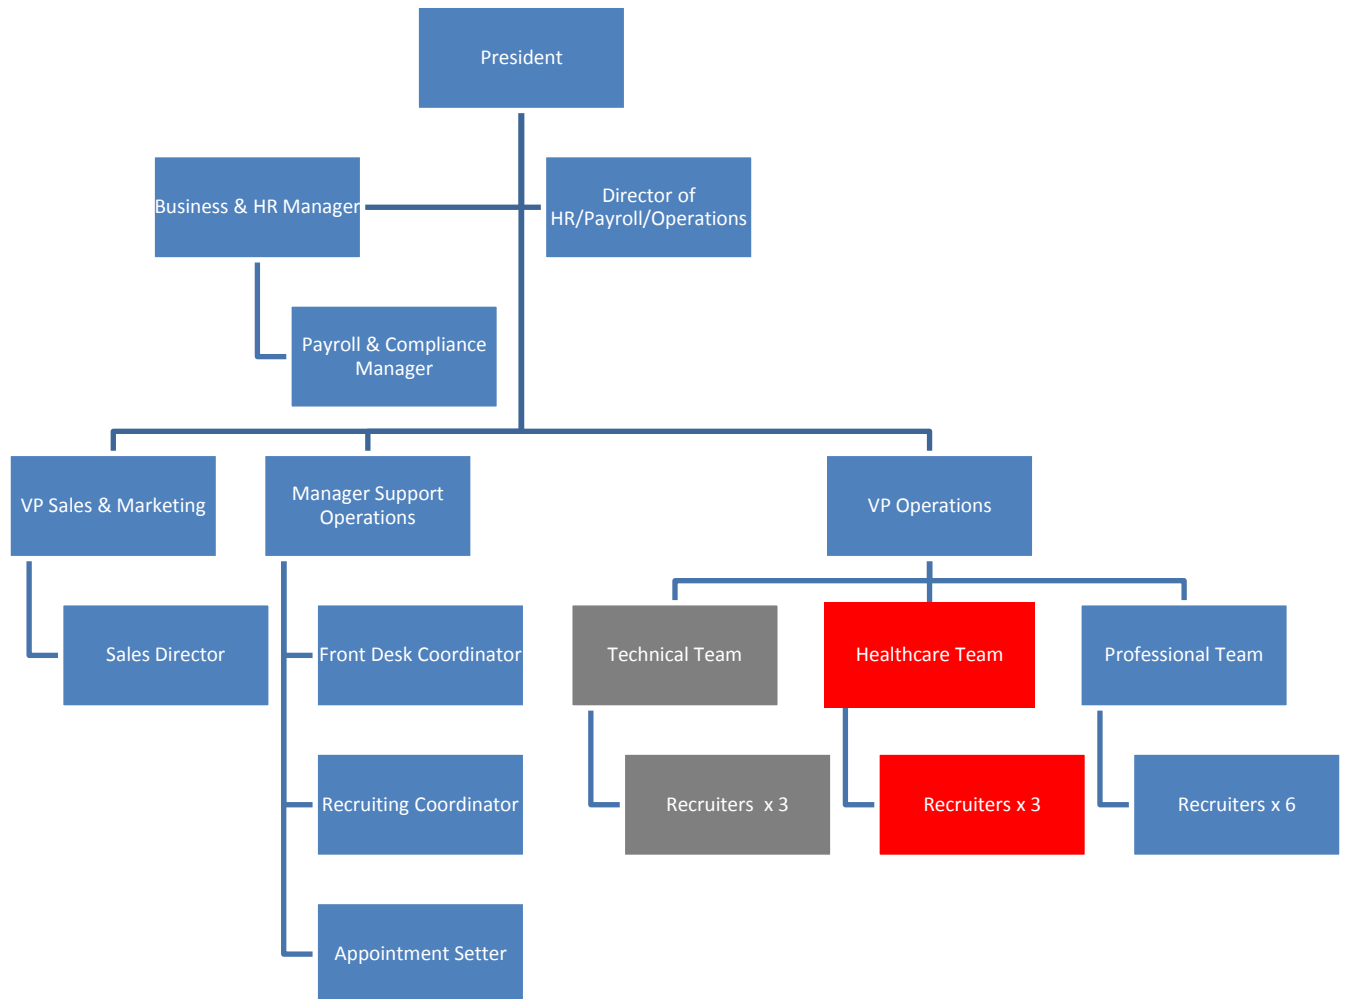 President
Business & HR Manager
Director of
HR/Payroll/Operations
Payroll & Compliance
Manager
VP Sales & Marketing
Manager Support
Operations
VP Operations
Sales Director
Front Desk Coordinator
Technical Team
Healthcare Team
Professional Team
Recruiting Coordinator
Recruiters x 3
Recruiters x 3
Recruiters x 6
Appointment Setter